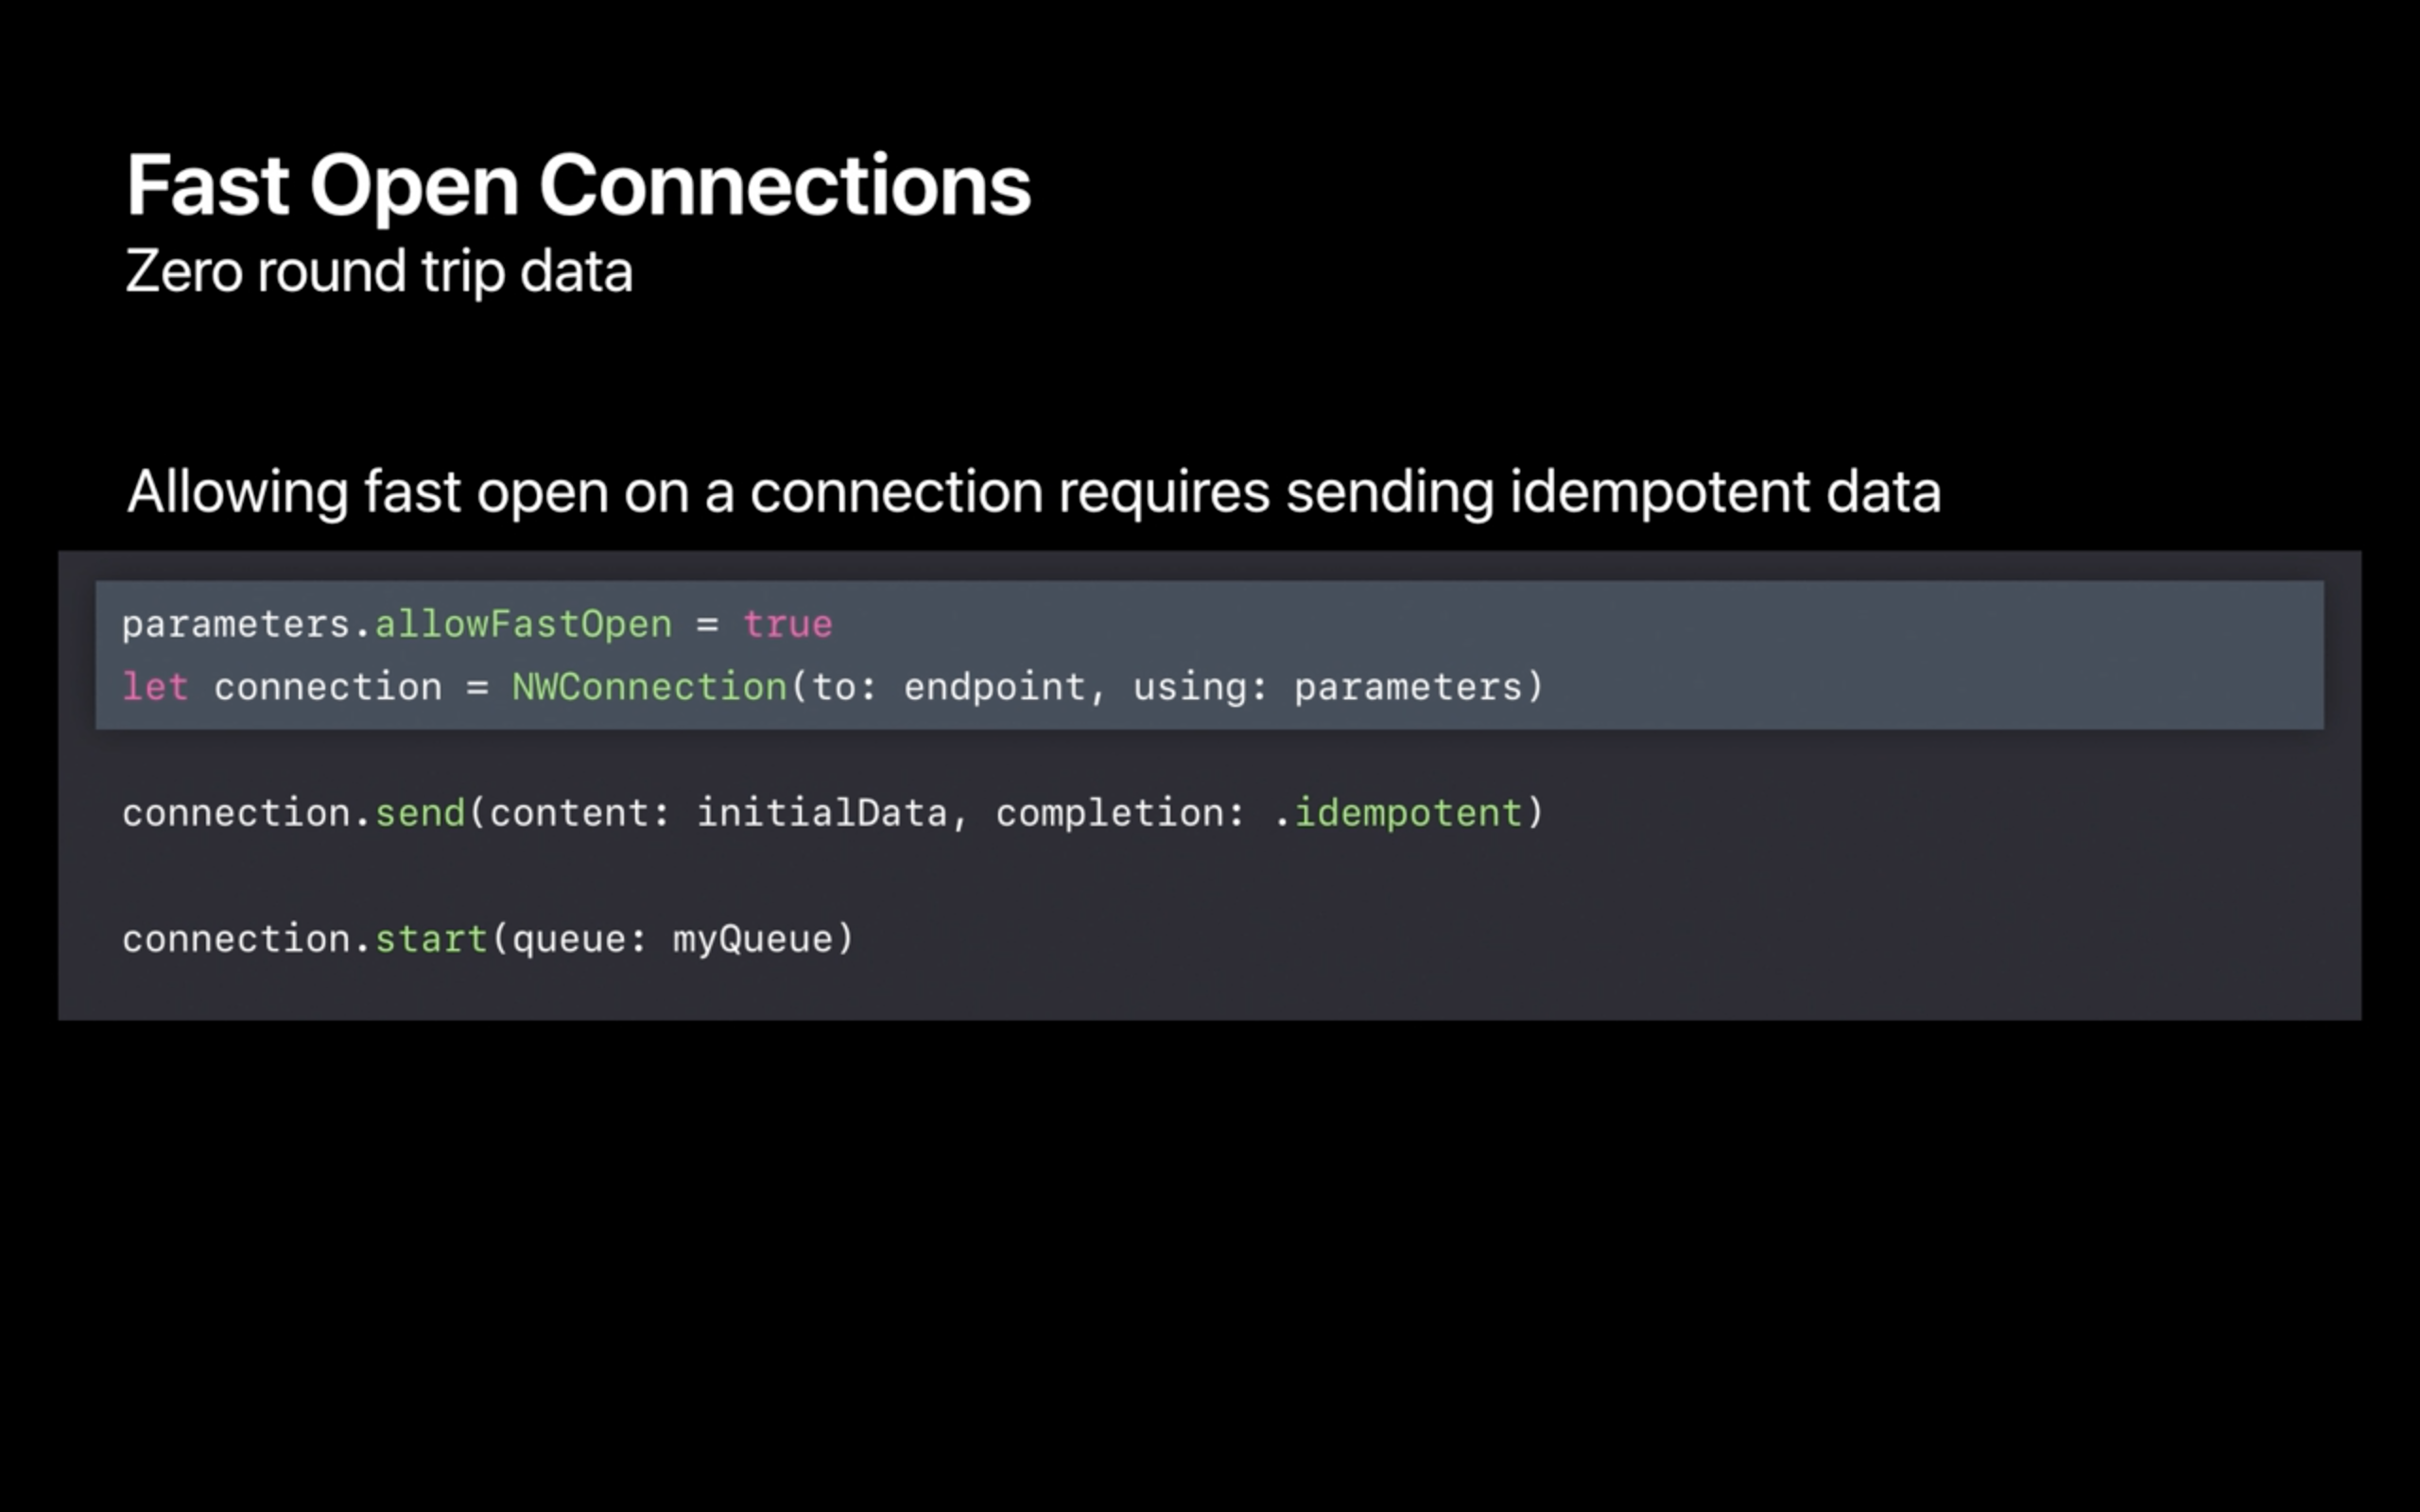 Fast Open Connections
Zero round trip data
Allowing fast open on a connection requires sending idempotent data
parameters.allowFastOpen = true
let connection = NWConnection(to: endpoint, using: parameters)
connection.send(content: initialData, completion: .idempotent)
connection.start(queue: myQueue)